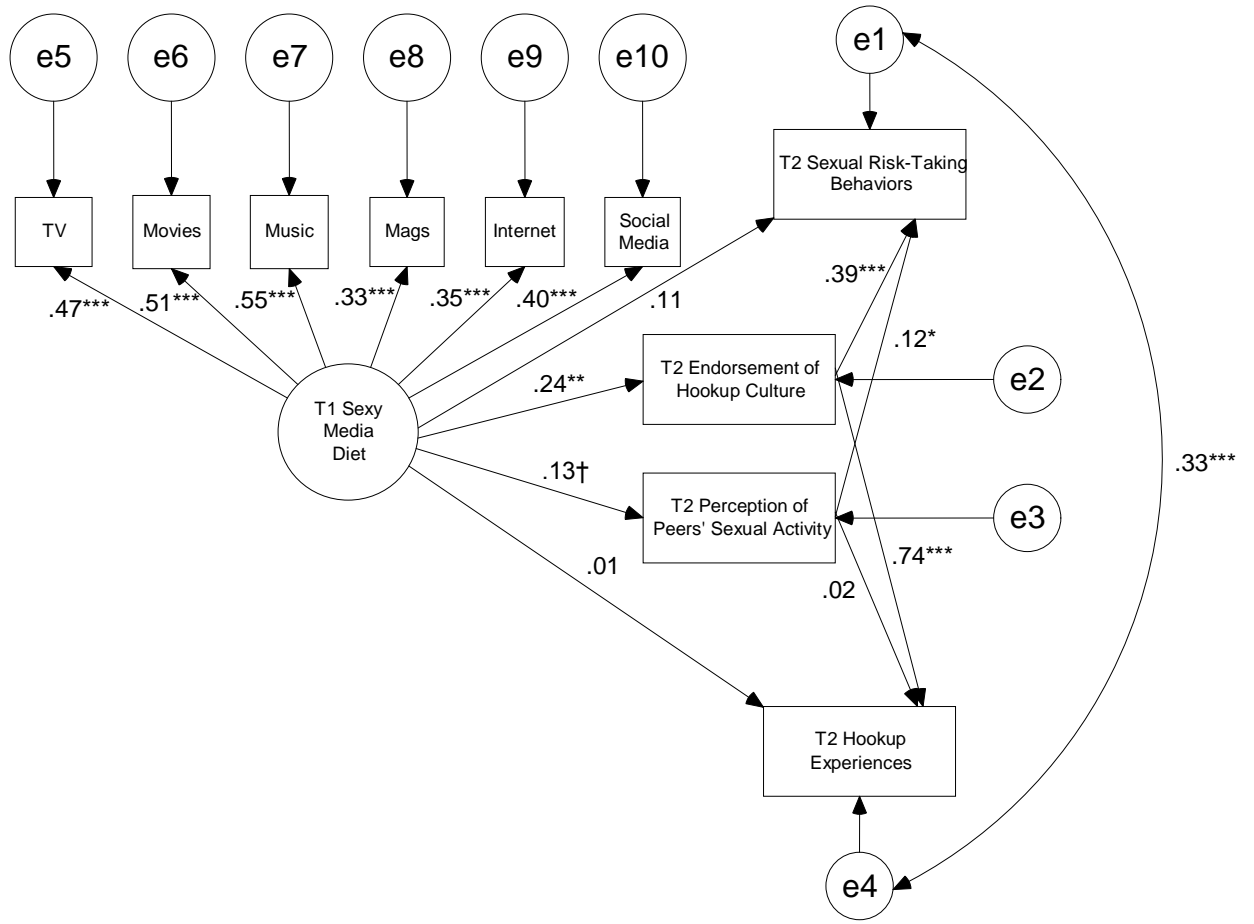 e5
e6
e7
e8
e9
e10
e1
T2 Sexual Risk-Taking
Behaviors
TV
Movies
Music
Mags
Internet
Social
Media
.47***
.51***
.55***
.33***
.35***
.40***
.11
.39***
.12*
T1 Sexy
Media
Diet
.24**
T2 Endorsement of
Hookup Culture
e2
.13†
T2 Perception of
Peers' Sexual Activity
e3
.33***
.01
.02
.74***
T2 Hookup
Experiences
e4